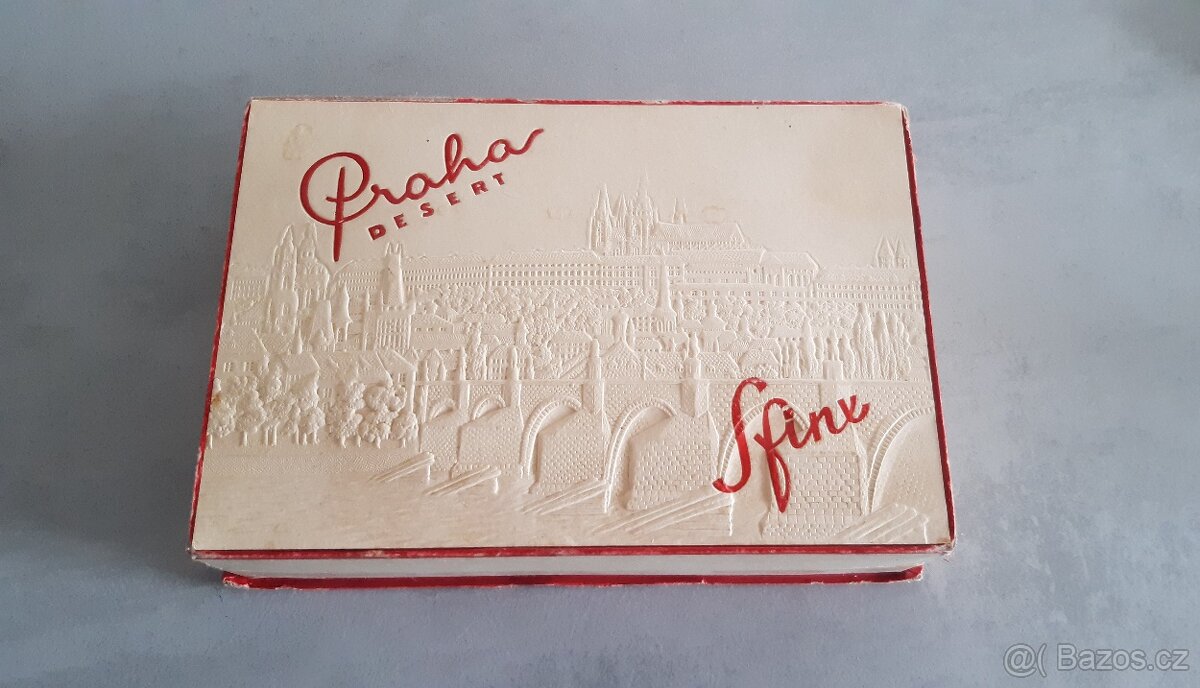 Praha
DESERT
Sfinx
@( Bazos.cz